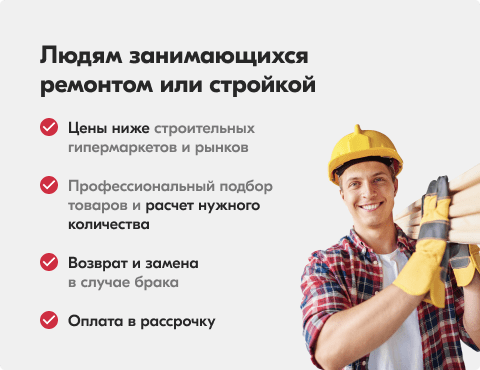 Людям занимающихся
ремонтом или стройкой
Цены ниже строительных
гипермаркетов и рынков
Профессиональный подбор
товаров и расчет нужного
количества
Возврат и замена
в случае брака
Оплата в рассрочку